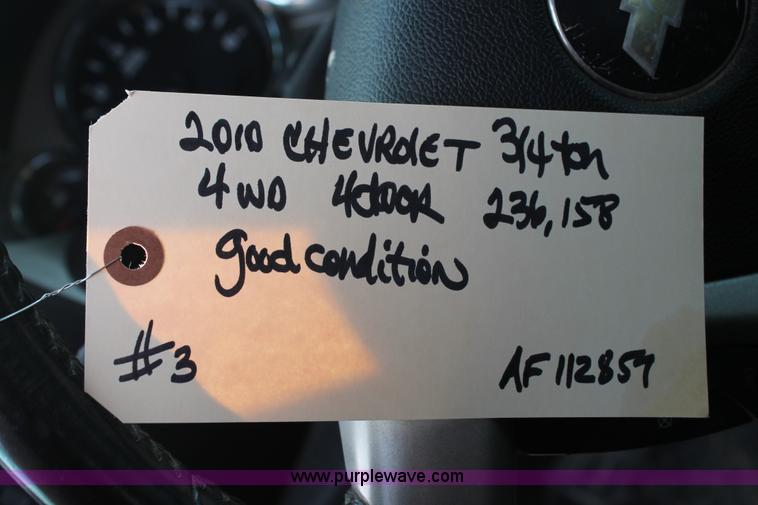 2010 CHEVROLET 3/4 ton
4WD 4dOOR 236,158
good condition
#3 AF112857
www.purplewave.com